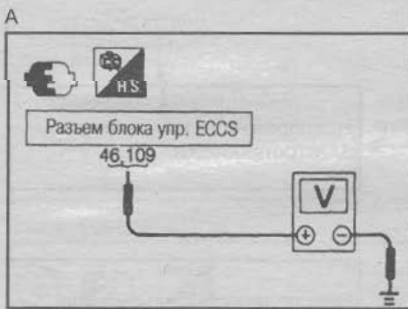 A
H.S.
Разъем блока упр. ECCS
46,109
V
+ −